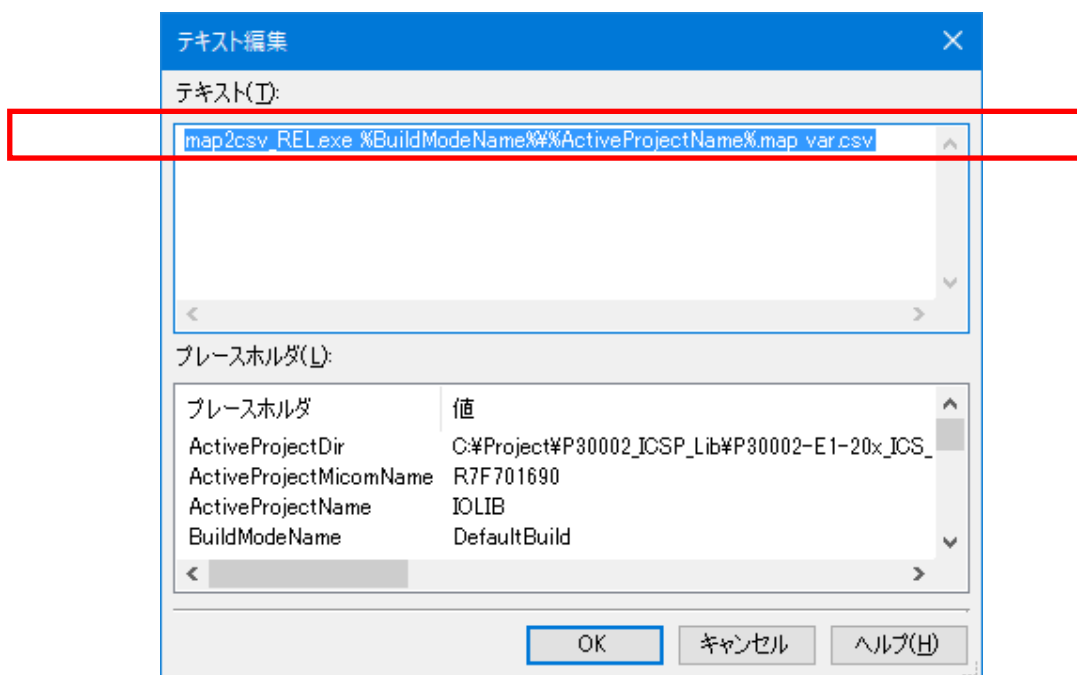 テキスト編集
テキスト(T):
map2csv_REL.exe %BuildModeName%¥%ActiveProjectName%.map var.csv
プレースホルダ(L):
プレースホルダ 値
ActiveProjectDir C:¥Project¥P30002_ICSP_Lib¥P30002-E1-20x_ICS_
ActiveProjectMicomName R7F701690
ActiveProjectName IOLIB
BuildModeName DefaultBuild
OK キャンセル ヘルプ(H)